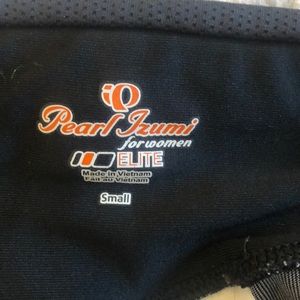 Pearl Izumi
for women
ELITE
Made in Vietnam
Fait au Vietnam
Small